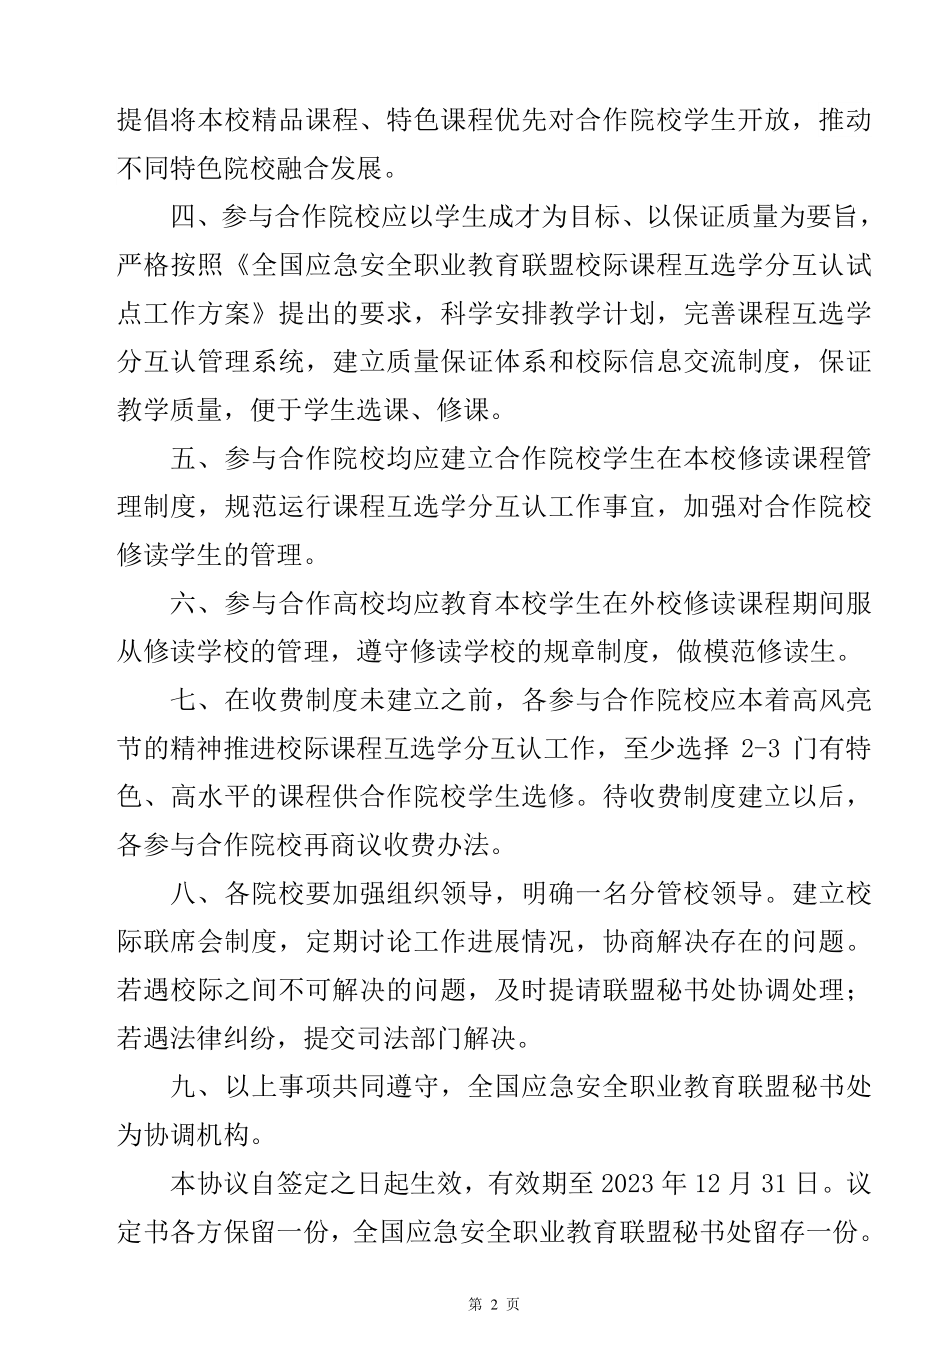 提倡将本校精品课程、特色课程优先对合作院校学生开放，推动
不同特色院校融合发展。
四、参与合作院校应以学生成才为目标、以保证质量为要旨，
严格按照《全国应急安全职业教育联盟校际课程互选学分互认试
点工作方案》提出的要求，科学安排教学计划，完善课程互选学
分互认管理系统，建立质量保证体系和校际信息交流制度，保证
教学质量，便于学生选课、修课。
五、参与合作院校均应建立合作院校学生在本校修读课程管
理制度，规范运行课程互选学分互认工作事宜，加强对合作院校
修读学生的管理。
六、参与合作高校均应教育本校学生在外校修读课程期间服
从修读学校的管理，遵守修读学校的规章制度，做模范修读生。
七、在收费制度未建立之前，各参与合作院校应本着高风亮
节的精神推进校际课程互选学分互认工作，至少选择 2-3 门有特
色、高水平的课程供合作院校学生选修。待收费制度建立以后，
各参与合作院校再商议收费办法。
八、各院校要加强组织领导，明确一名分管校领导。建立校
际联席会制度，定期讨论工作进展情况，协商解决存在的问题。
若遇校际之间不可解决的问题，及时提请联盟秘书处协调处理；
若遇法律纠纷，提交司法部门解决。
九、以上事项共同遵守，全国应急安全职业教育联盟秘书处
为协调机构。
本协议自签定之日起生效，有效期至 2023 年 12 月 31 日。议
定书各方保留一份，全国应急安全职业教育联盟秘书处留存一份。
第 2 页